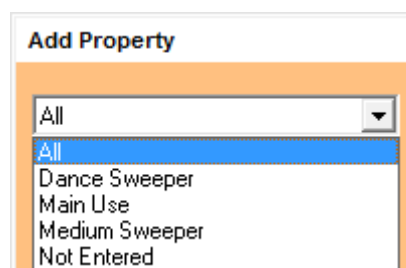 Add Property
All
All
Dance Sweeper
Main Use
Medium Sweeper
Not Entered